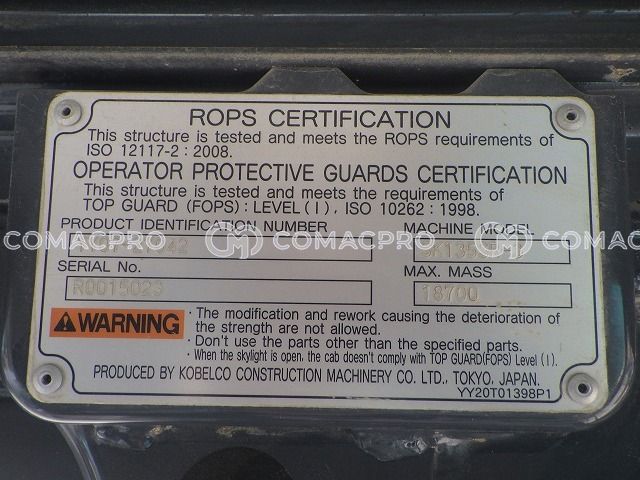 ROPS CERTIFICATION
This structure is tested and meets the ROPS requirements of
ISO 12117-2 : 2008.
OPERATOR PROTECTIVE GUARDS CERTIFICATION
This structure is tested and meets the requirements of
TOP GUARD (FOPS) : LEVEL ( I ) , ISO 10262 : 1998.
PRODUCT IDENTIFICATION NUMBER MACHINE MODEL
COMACPRO COMACPRO COMACPRO
SERIAL No. MAX. MASS
R0015023 18700
WARNING
· The modification and rework causing the deterioration of
the strength are not allowed.
· Don't use the parts other than the specified parts.
· When the skylight is open, the cab doesn't comply with TOP GUARD(FOPS) Level ( I ).
PRODUCED BY KOBELCO CONSTRUCTION MACHINERY CO. LTD., TOKYO, JAPAN.
YY20T01398P1